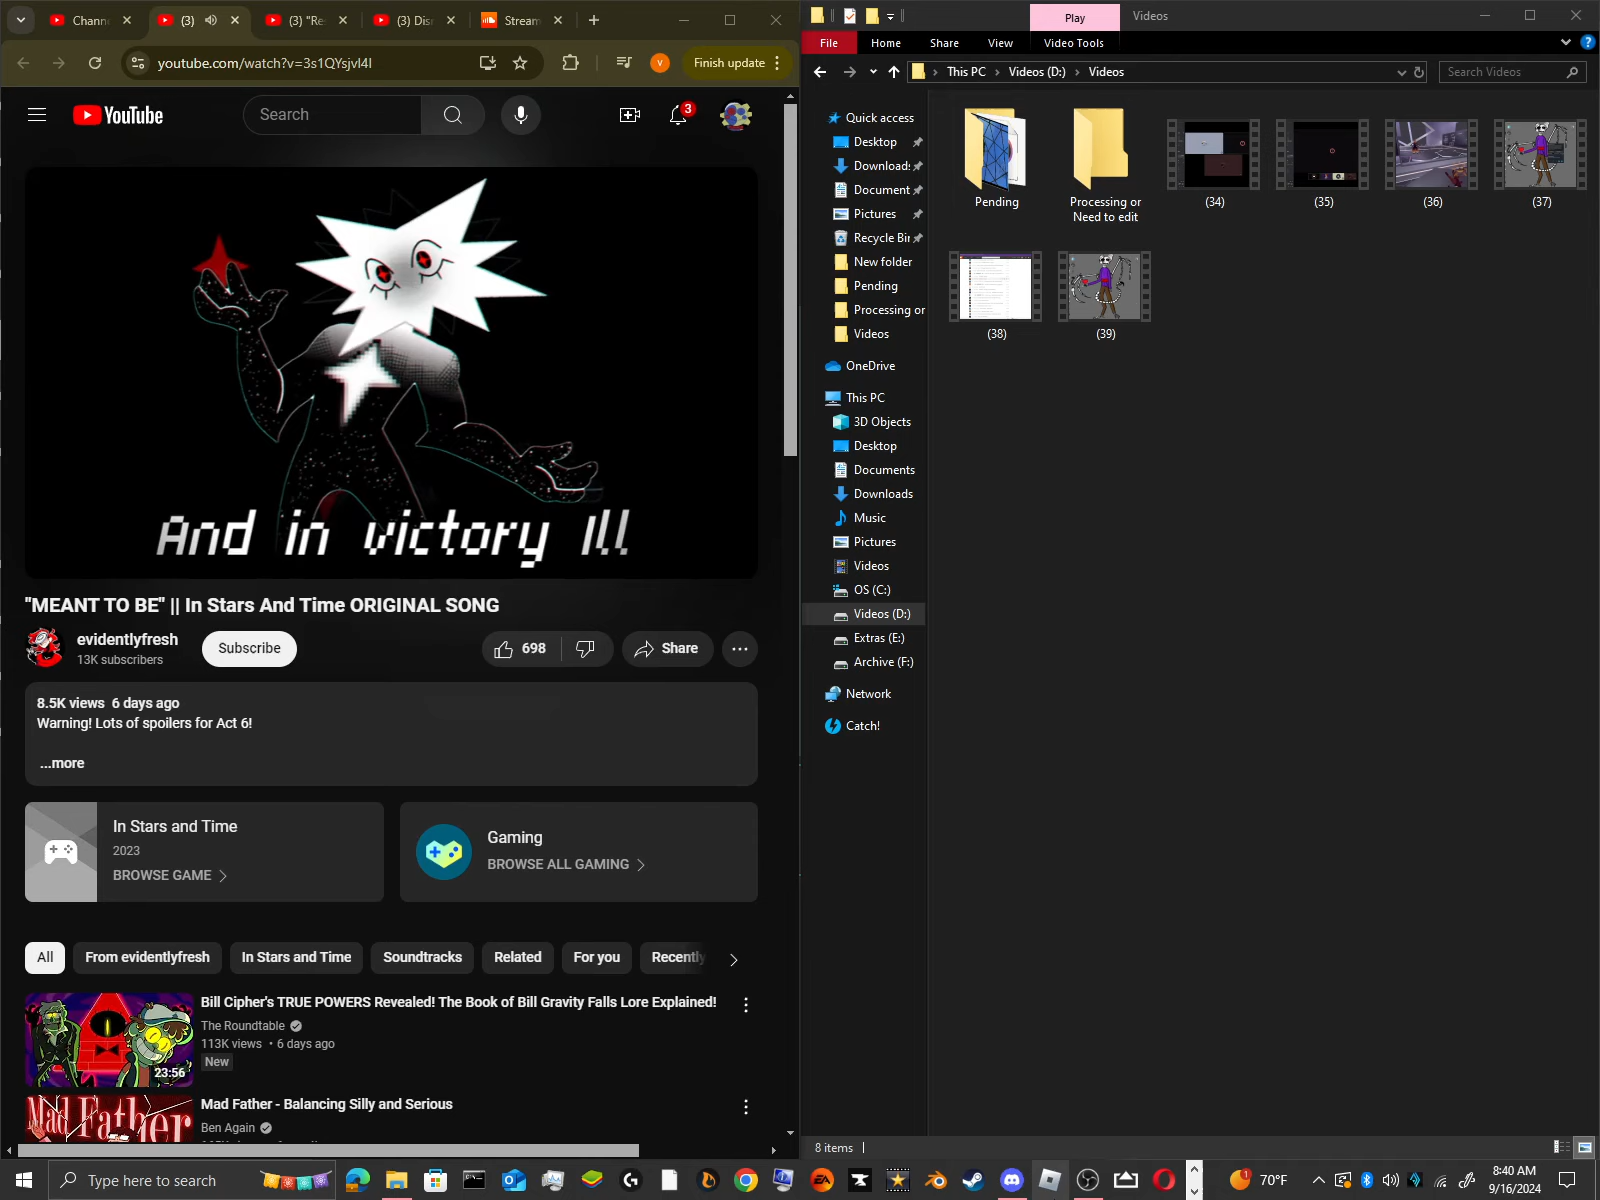 Chann
(3)
(3) "Re
(3) Dis
Stream
youtube.com/watch?v=3s1QYsjvl4I
V
Finish update
YouTube
Search
3
And in victory Ill
"MEANT TO BE" || In Stars And Time ORIGINAL SONG
evidentlyfresh
13K subscribers
Subscribe
698
Share
8.5K views 6 days ago
Warning! Lots of spoilers for Act 6!
...more
In Stars and Time
2023
BROWSE GAME
Gaming
BROWSE ALL GAMING
All
From evidentlyfresh
In Stars and Time
Soundtracks
Related
For you
Recently
Bill Cipher's TRUE POWERS Revealed! The Book of Bill Gravity Falls Lore Explained!
The Roundtable
113K views • 6 days ago
New
23:56
Mad Father
Mad Father - Balancing Silly and Serious
Ben Again
Play
Videos
File
Home
Share
View
Video Tools
This PC
Videos (D:)
Videos
Search Videos
Quick access
Desktop
Download:
Document
Pictures
Recycle Bin
New folder
Pending
Processing or
Videos
OneDrive
This PC
3D Objects
Desktop
Documents
Downloads
Music
Pictures
Videos
OS (C:)
Videos (D:)
Extras (E:)
Archive (F:)
Network
Catch!
Pending
Processing or
Need to edit
(34)
(35)
(36)
(37)
(38)
(39)
8 items
Type here to search
EA
1
70°F
8:40 AM
9/16/2024